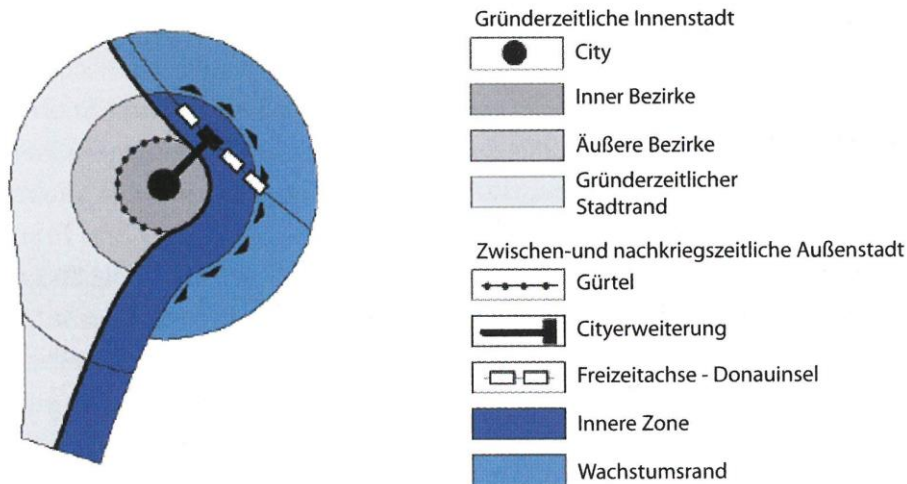 Gründerzeitliche Innenstadt
City
Inner Bezirke
Äußere Bezirke
Gründerzeitlicher
Stadtrand
Zwischen-und nachkriegszeitliche Außenstadt
Gürtel
Cityerweiterung
Freizeitachse - Donauinsel
Innere Zone
Wachstumsrand